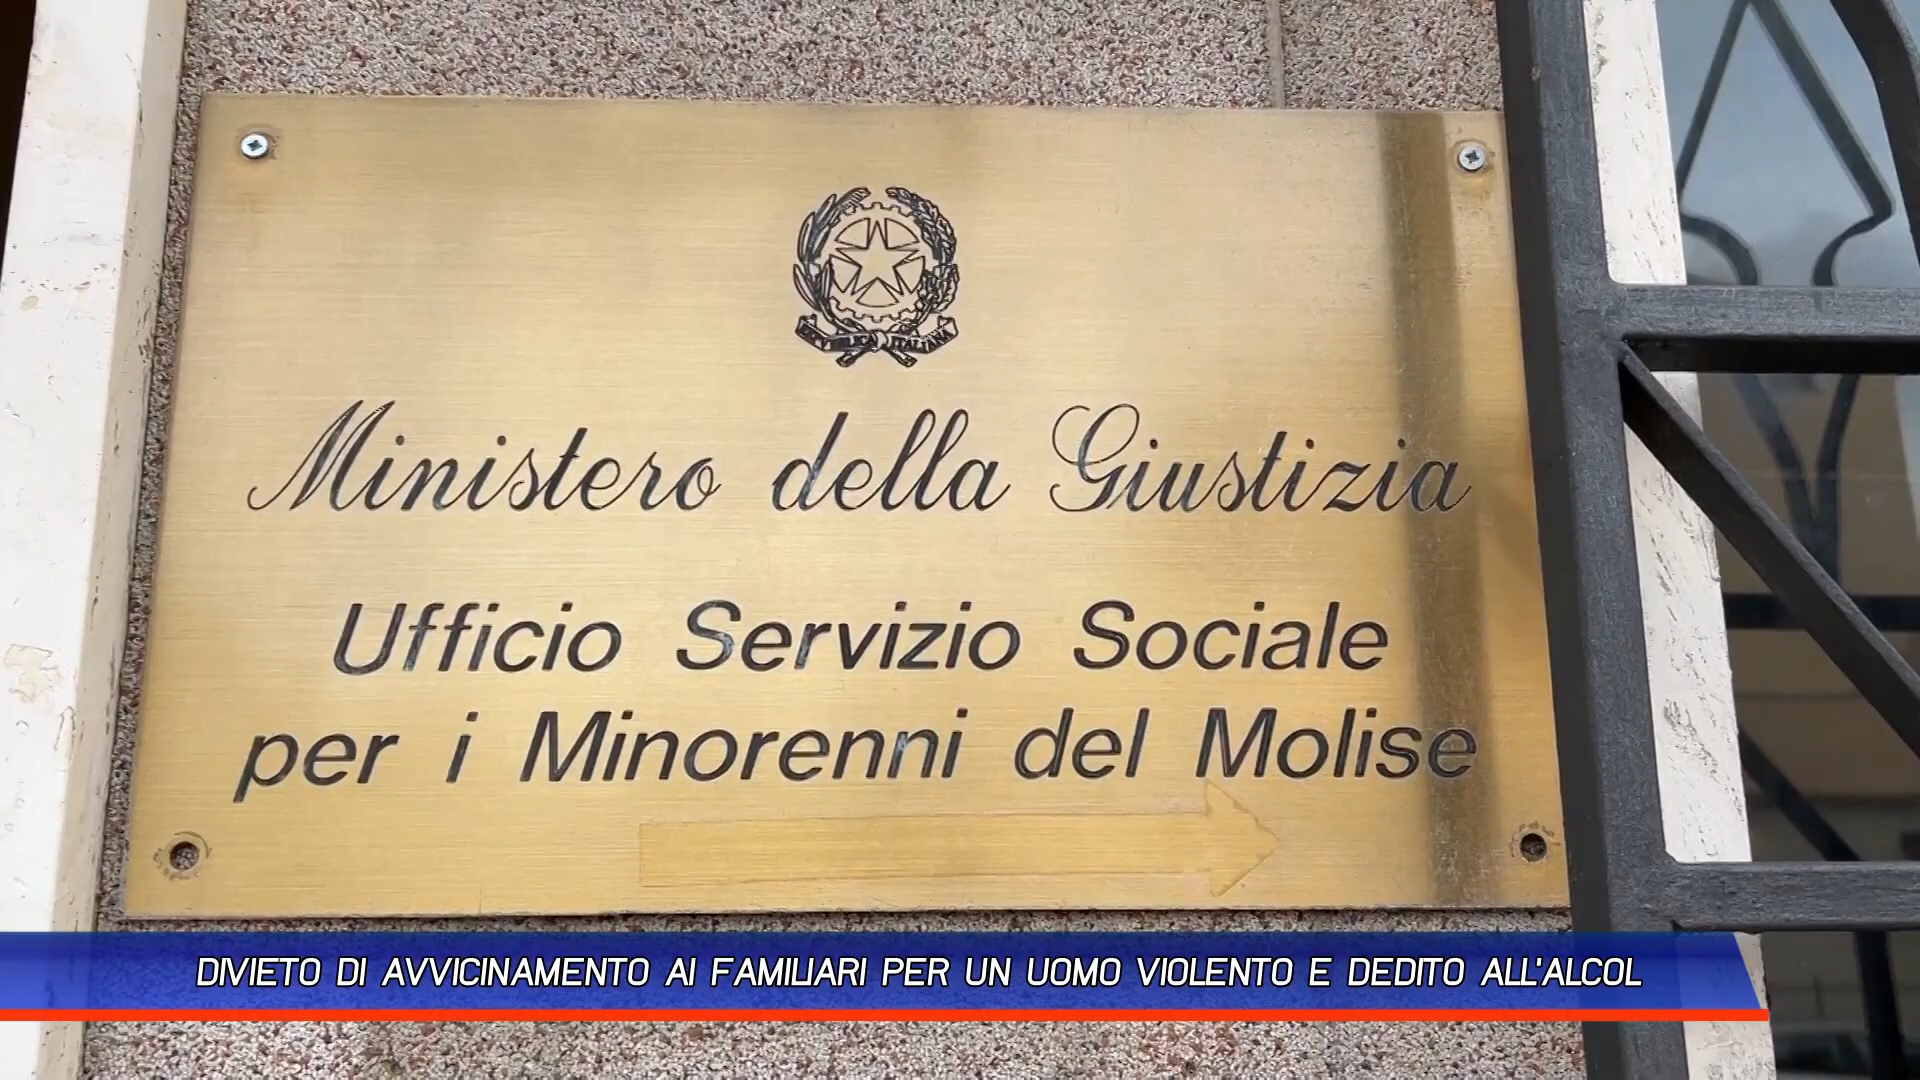 REPVBBLICA ITALIANA
Ministero della Giustizia
Ufficio Servizio Sociale
per i Minorenni del Molise
DIVIETO DI AVVICINAMENTO AI FAMILIARI PER UN UOMO VIOLENTO E DEDITO ALL'ALCOL